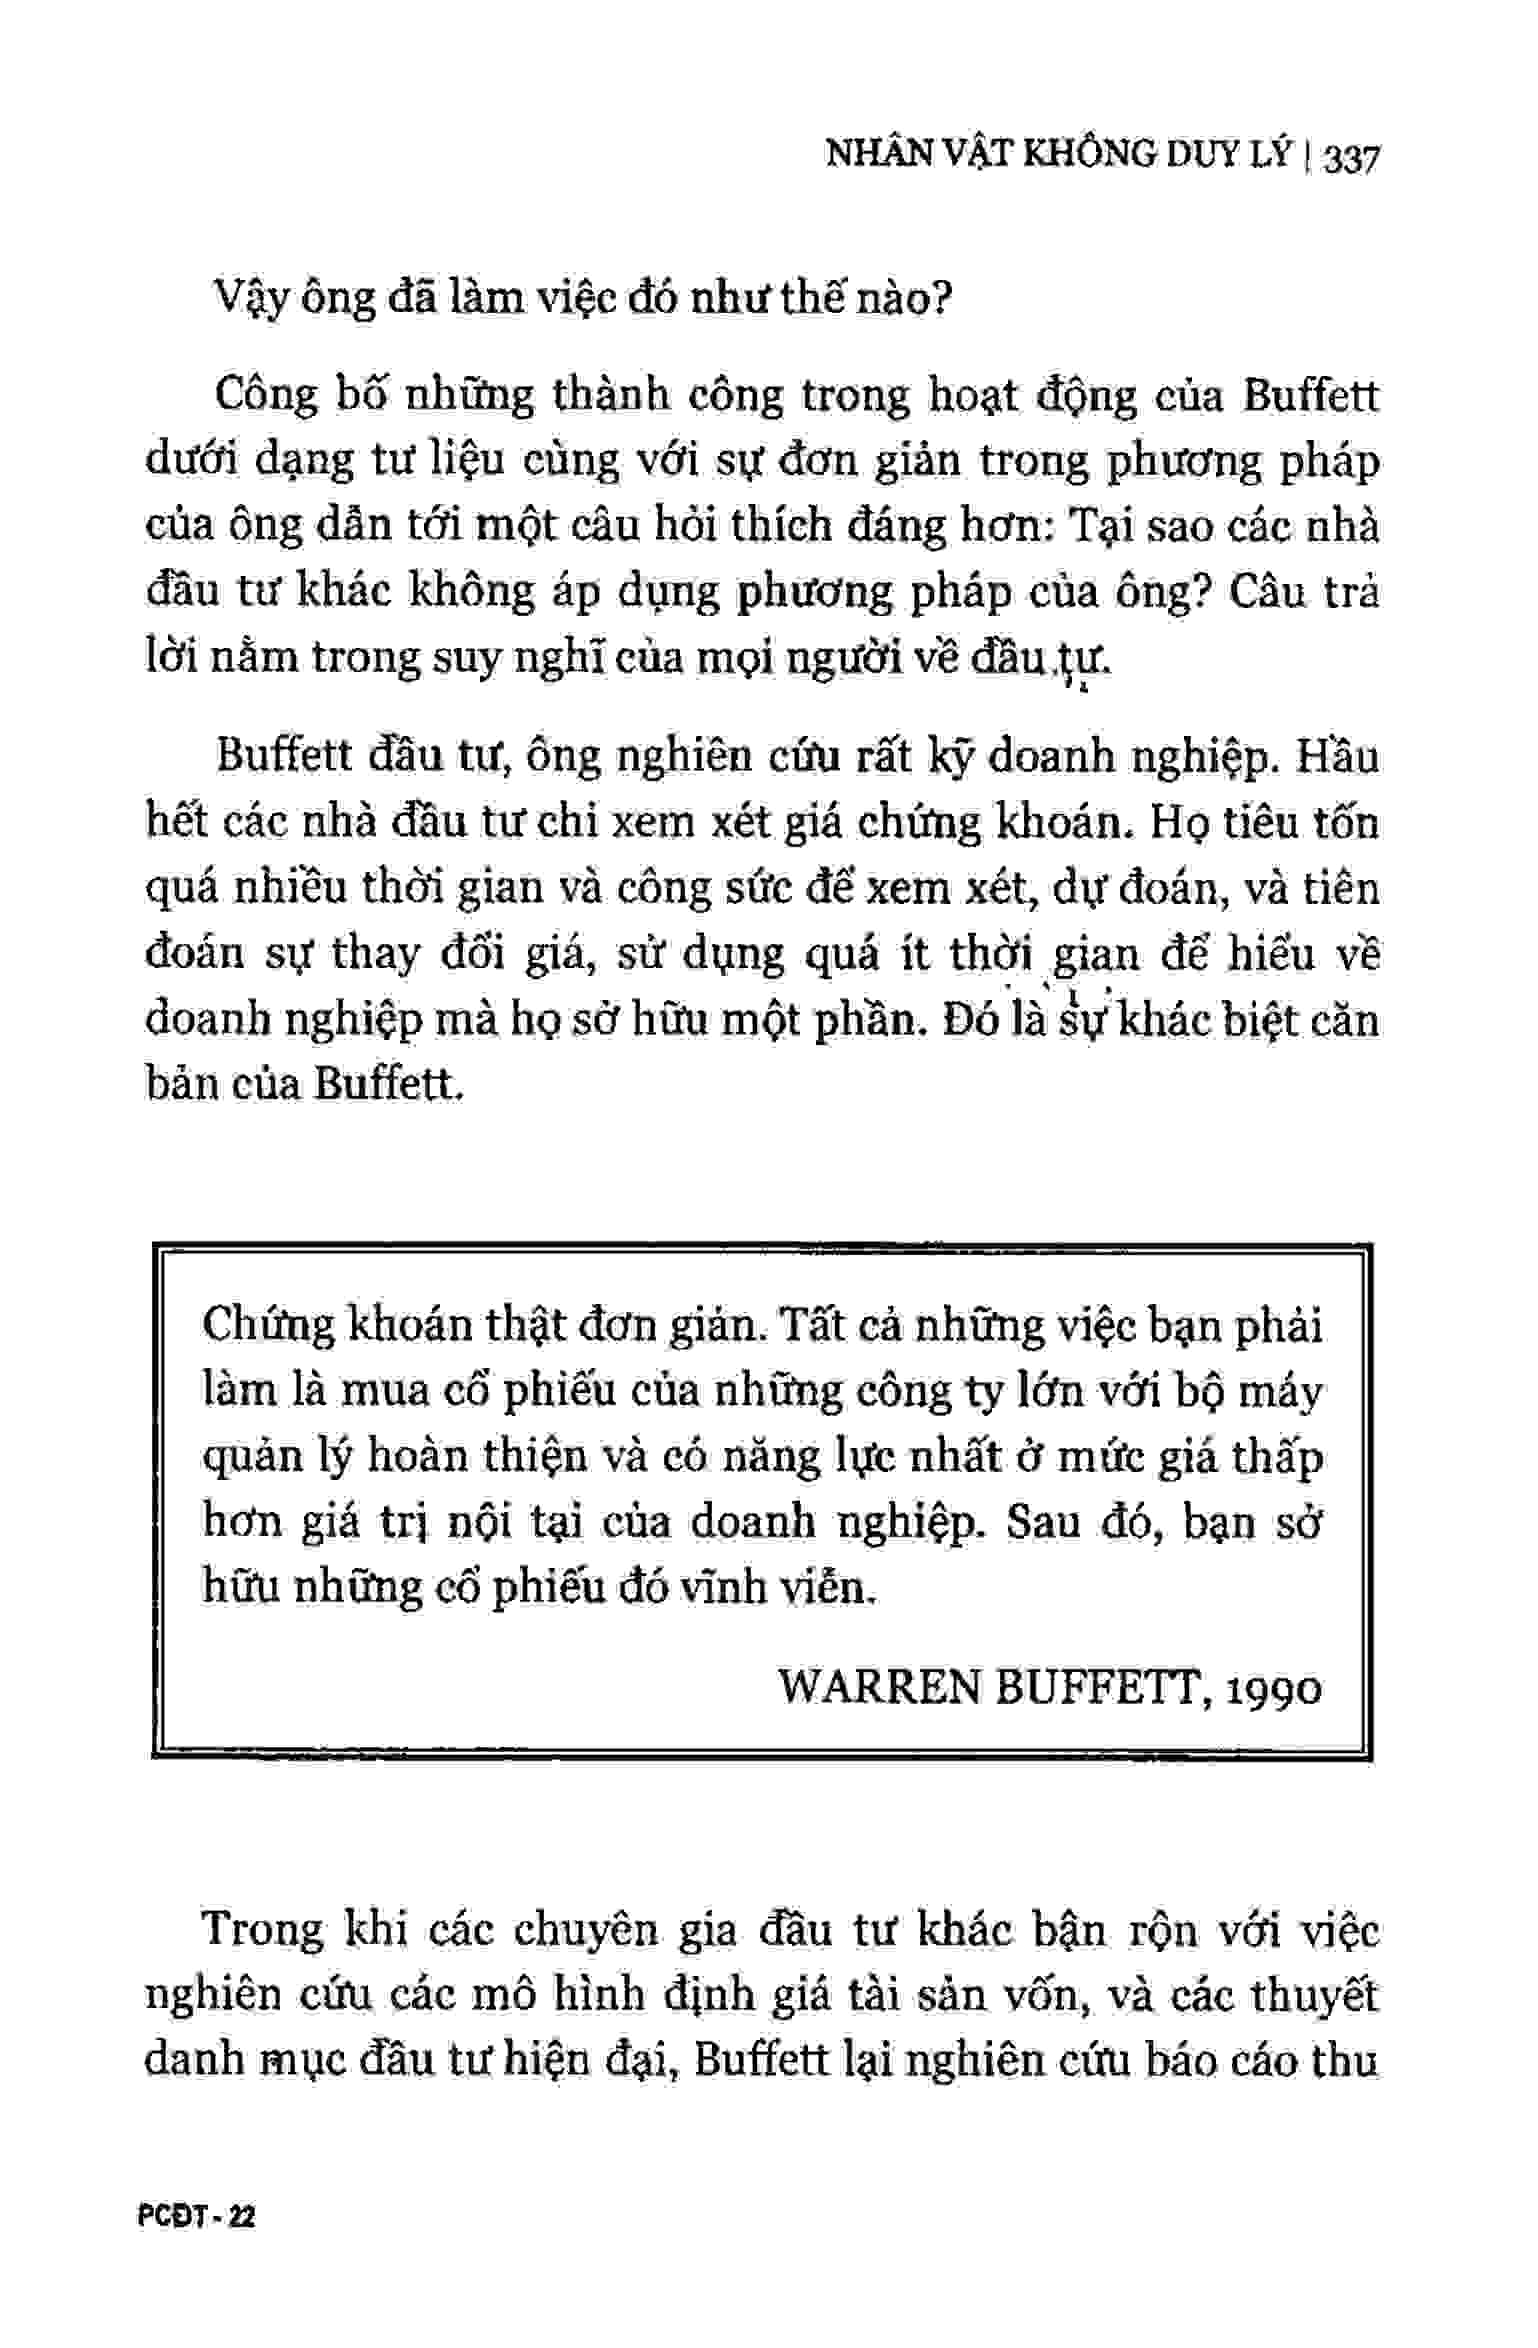 NHÂN VẬT KHÔNG DUY LÝ | 337
Vậy ông đã làm việc đó như thế nào?
Công bố những thành công trong hoạt động của Buffett
dưới dạng tư liệu cùng với sự đơn giản trong phương pháp
của ông dẫn tới một câu hỏi thích đáng hơn: Tại sao các nhà
đầu tư khác không áp dụng phương pháp của ông? Câu trả
lời nằm trong suy nghĩ của mọi người về đầu tư.
Buffett đầu tư, ông nghiên cứu rất kỹ doanh nghiệp. Hầu
hết các nhà đầu tư chỉ xem xét giá chứng khoán. Họ tiêu tốn
quá nhiều thời gian và công sức để xem xét, dự đoán, và tiên
đoán sự thay đổi giá, sử dụng quá ít thời gian để hiểu về
doanh nghiệp mà họ sở hữu một phần. Đó là sự khác biệt căn
bản của Buffett.
Chứng khoán thật đơn giản. Tất cả những việc bạn phải
làm là mua cổ phiếu của những công ty lớn với bộ máy
quản lý hoàn thiện và có năng lực nhất ở mức giá thấp
hơn giá trị nội tại của doanh nghiệp. Sau đó, bạn sở
hữu những cổ phiếu đó vĩnh viễn.
WARREN BUFFETT, 1990
Trong khi các chuyên gia đầu tư khác bận rộn với việc
nghiên cứu các mô hình định giá tài sản vốn, và các thuyết
danh mục đầu tư hiện đại, Buffett lại nghiên cứu báo cáo thu
PCĐT - 22